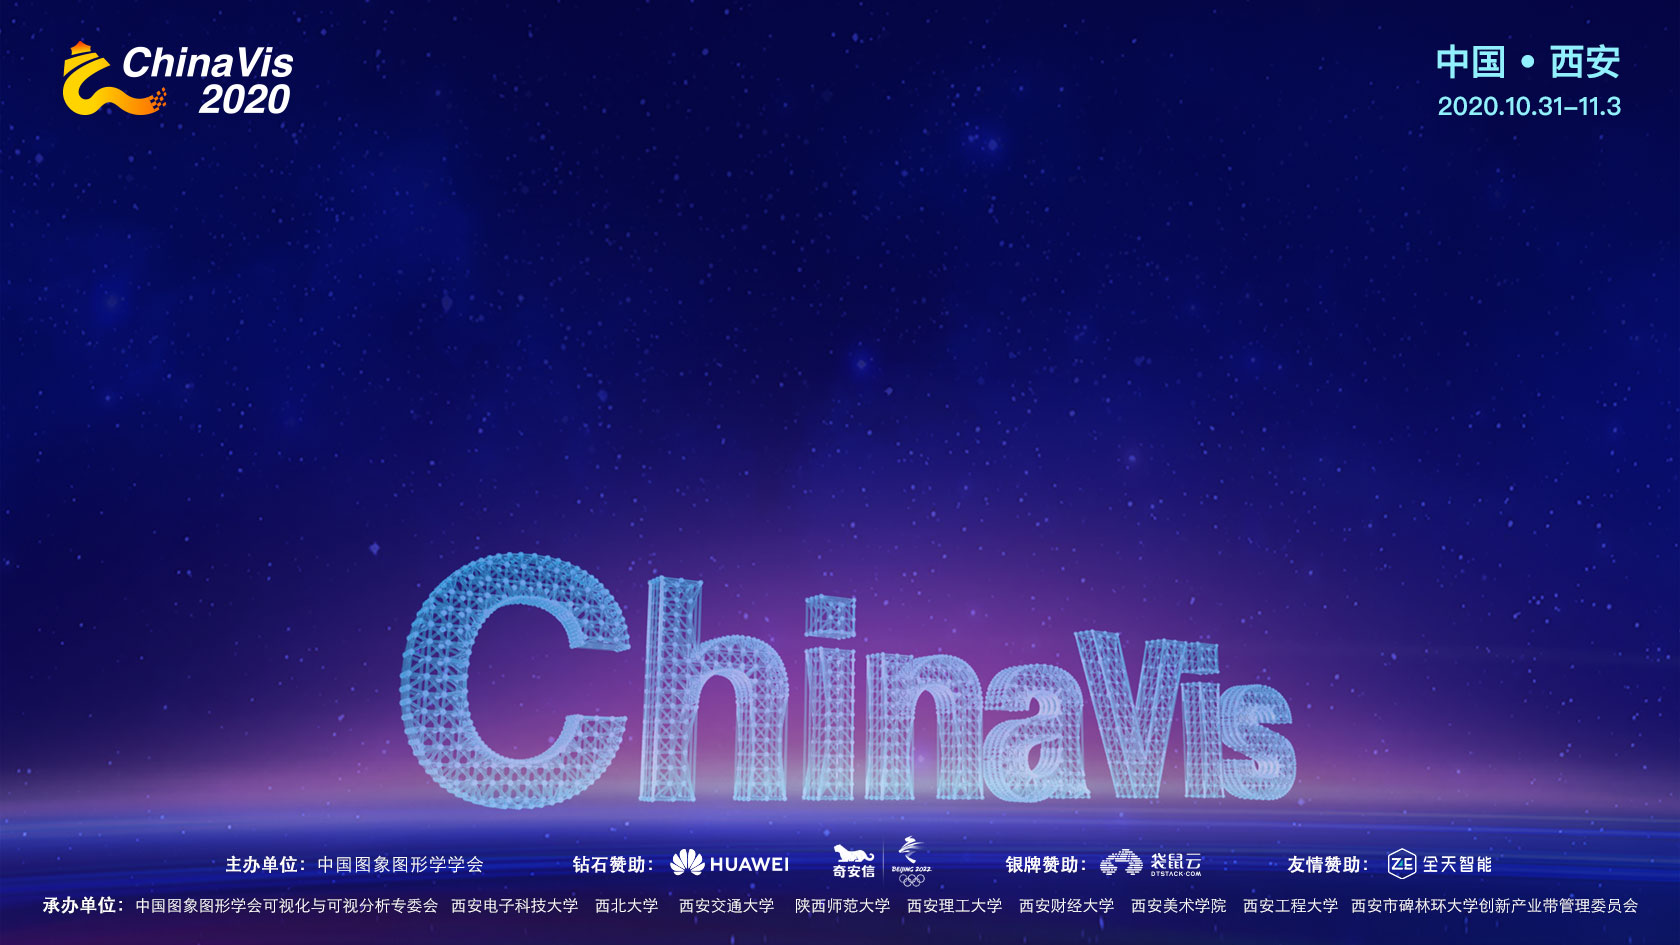 ChinaVis
2020
中国·西安
2020.10.31-11.3
ChinaVis
主办单位：中国图象图形学学会
钻石赞助：HUAWEI 奇安信 BEIJING 2022
银牌赞助：袋鼠云 DTSTACK.COM
友情赞助：ZE 全天智能
承办单位：中国图象图形学会可视化与可视分析专委会 西安电子科技大学 西北大学 西安交通大学 陕西师范大学 西安理工大学 西安财经大学 西安美术学院 西安工程大学 西安市碑林环大学创新产业带管理委员会